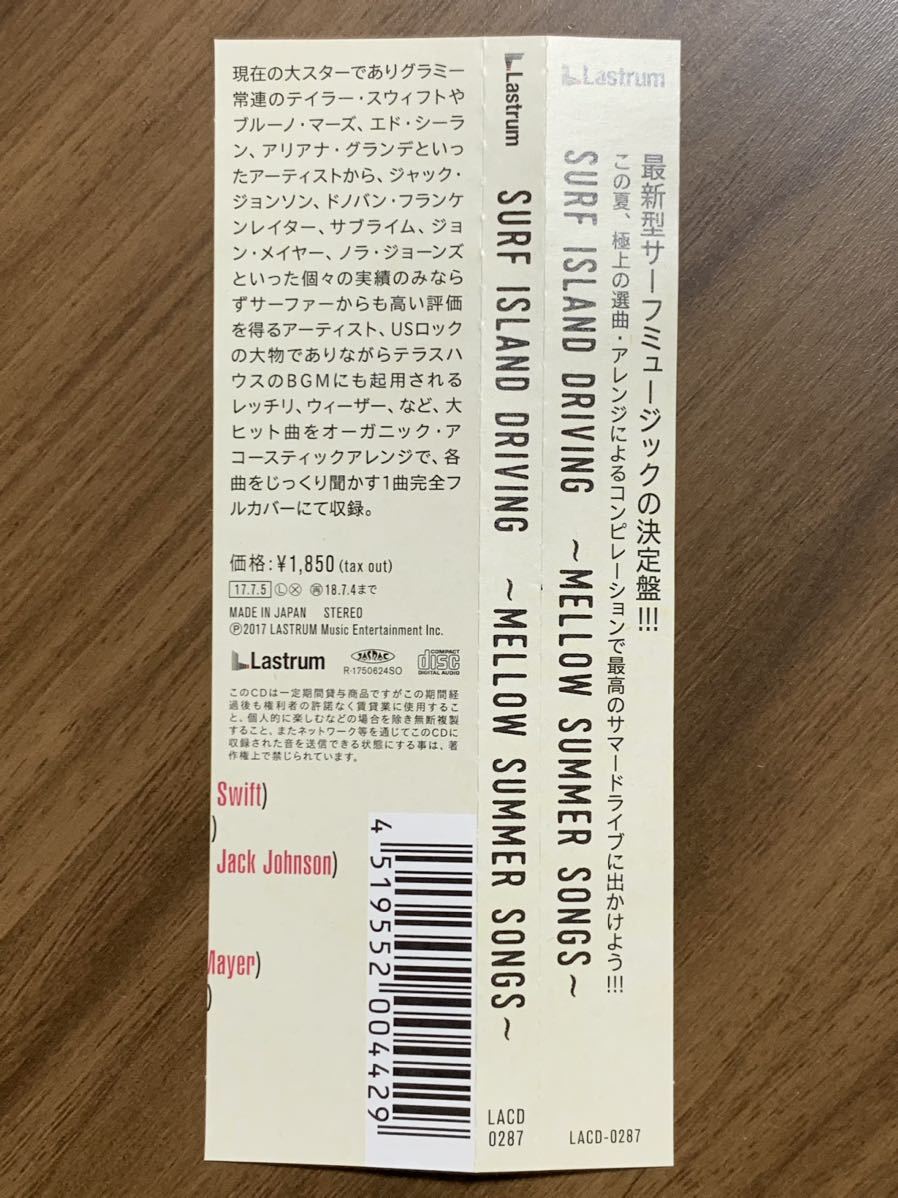 現在の大スターでありグラミー
常連のテイラー・スウィフトや
ブルーノ・マーズ、エド・シーラ
ン、アリアナ・グランデといっ
たアーティストから、ジャック・
ジョンソン、ドノバン・フランケ
ンレイター、サブライム、ジョ
ン・メイヤー、ノラ・ジョーンズ
といった個々の実績のみなら
ずサーファーからも高い評価
を得るアーティスト、USロック
の大物でありながらテラスハ
ウスのBGMにも起用される
レッチリ、ウィーザー、など、大
ヒット曲をオーガニック・ア
コースティックアレンジで、各
曲をじっくり聞かす1曲完全フ
ルカバーにて収録。
価格:¥1,850 (tax out)
17.7.5 Ⓛ Ⓧ ㊢ 18.7.4まで
MADE IN JAPAN STEREO
Ⓟ2017 LASTRUM Music Entertainment Inc.
Lastrum
JASRAC
R-1750624SO
COMPACT
disc
DIGITAL AUDIO
このCDは一定期間貸与商品ですがこの期間経
過後も権利者の許諾なく賃貸業に使用するこ
と、個人的に楽しむなどの場合を除き無断複製
すること、またネットワーク等を通じてこのCDに
収録された音を送信できる状態にする事は、著
作権上で禁じられています。
Swift)
)
Jack Johnson)
Mayer)
)
4 519552 004429
Lastrum
SURF ISLAND DRIVING ~MELLOW SUMMER SONGS~
LACD
0287
Lastrum
最新型サーフミュージックの決定盤!!!
この夏、極上の選曲・アレンジによるコンピレーションで最高のサマードライブに出かけよう!!!
SURF ISLAND DRIVING ~MELLOW SUMMER SONGS~
LACD-0287